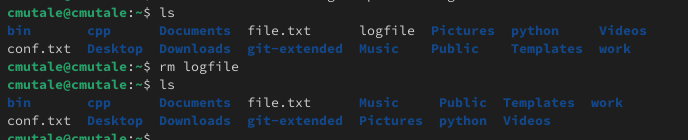 cmutale@cmutale:~$ ls
bin cpp Documents file.txt logfile Pictures python Videos
conf.txt Desktop Downloads git-extended Music Public Templates work
cmutale@cmutale:~$ rm logfile
cmutale@cmutale:~$ ls
bin cpp Documents file.txt Music Public Templates work
conf.txt Desktop Downloads git-extended Pictures python Videos
cmutale@cmutale:~$